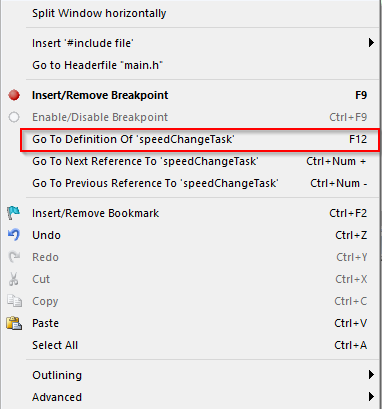 Split Window horizontally
Insert '#include file'
Go to Headerfile "main.h"
Insert/Remove Breakpoint F9
Enable/Disable Breakpoint Ctrl+F9
Go To Definition Of 'speedChangeTask' F12
Go To Next Reference To 'speedChangeTask' Ctrl+Num +
Go To Previous Reference To 'speedChangeTask' Ctrl+Num -
Insert/Remove Bookmark Ctrl+F2
Undo Ctrl+Z
Redo Ctrl+Y
Cut Ctrl+X
Copy Ctrl+C
Paste Ctrl+V
Select All Ctrl+A
Outlining
Advanced